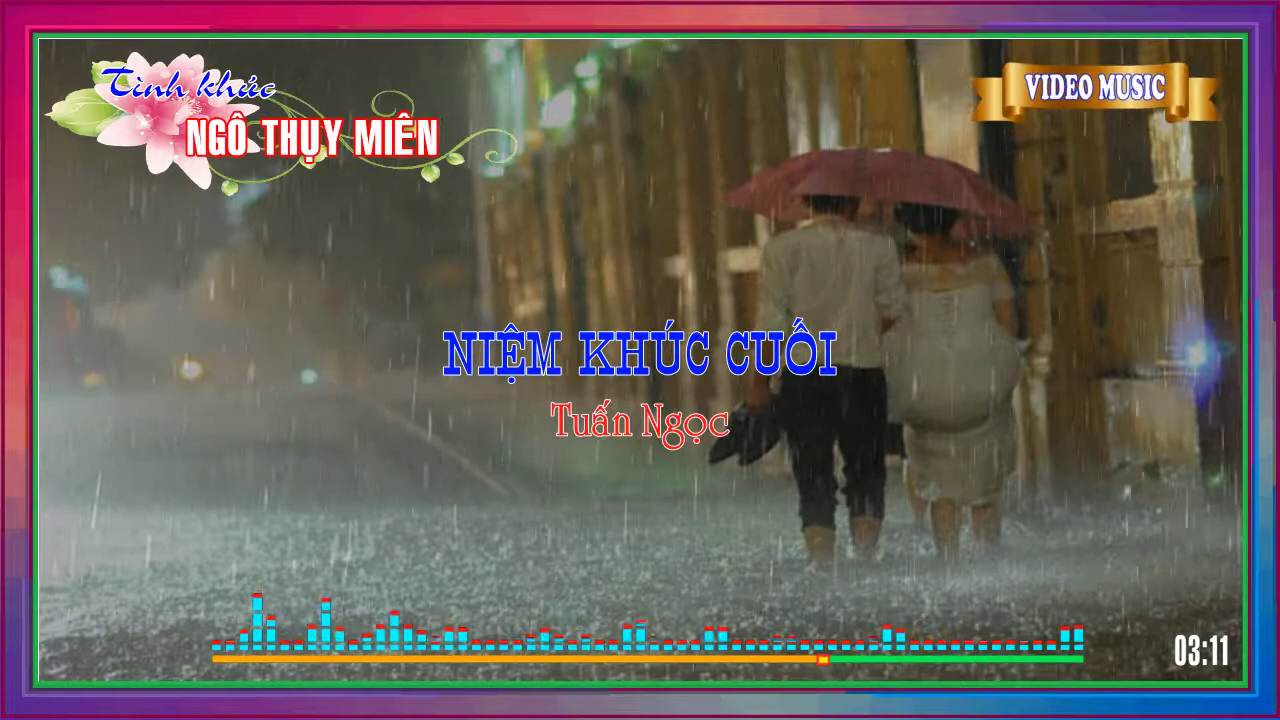 Tình khúc
NGÔ THỤY MIÊN
VIDEO MUSIC
NIỆM KHÚC CUỐI
Tuấn Ngọc
03:11